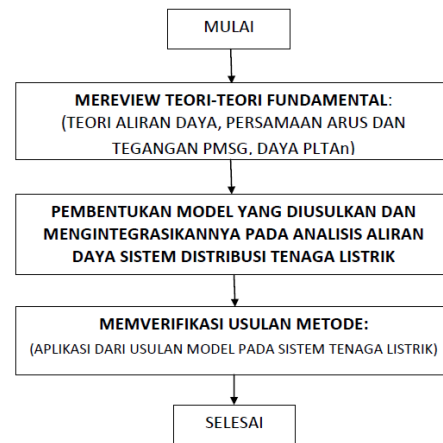 MULAI
MEREVIEW TEORI-TEORI FUNDAMENTAL:
(TEORI ALIRAN DAYA, PERSAMAAN ARUS DAN
TEGANGAN PMSG, DAYA PLTAn)
PEMBENTUKAN MODEL YANG DIUSULKAN DAN
MENGINTEGRASIKANNYA PADA ANALISIS ALIRAN
DAYA SISTEM DISTRIBUSI TENAGA LISTRIK
MEMVERIFIKASI USULAN METODE:
(APLIKASI DARI USULAN MODEL PADA SISTEM TENAGA LISTRIK)
SELESAI